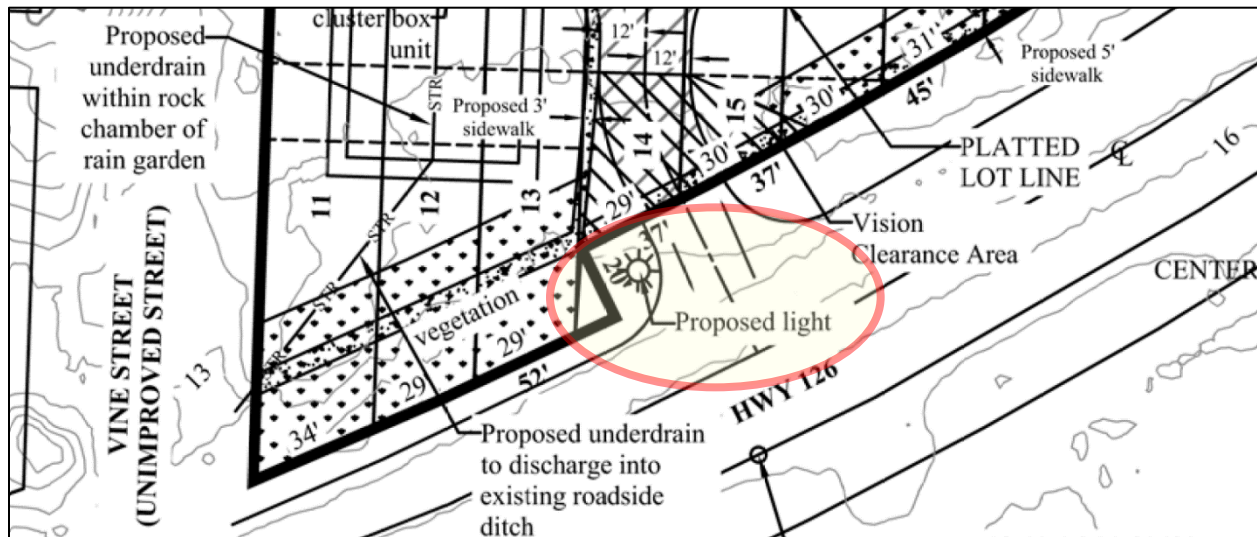 cluster box
unit
Proposed
underdrain
within rock
chamber of
rain garden
STR
Proposed 3'
sidewalk
12'
12'
31'
Proposed 5'
sidewalk
45'
30'
15
14
30'
37'
PLATTED
LOT LINE
CL
16
Vision
Clearance Area
CENTER
11
12
13
29'
37'
20'
STR
STR
STR
vegetation
Proposed light
HWY 126
VINE STREET
(UNIMPROVED STREET)
13
29'
29'
34'
52'
Proposed underdrain
to discharge into
existing roadside
ditch